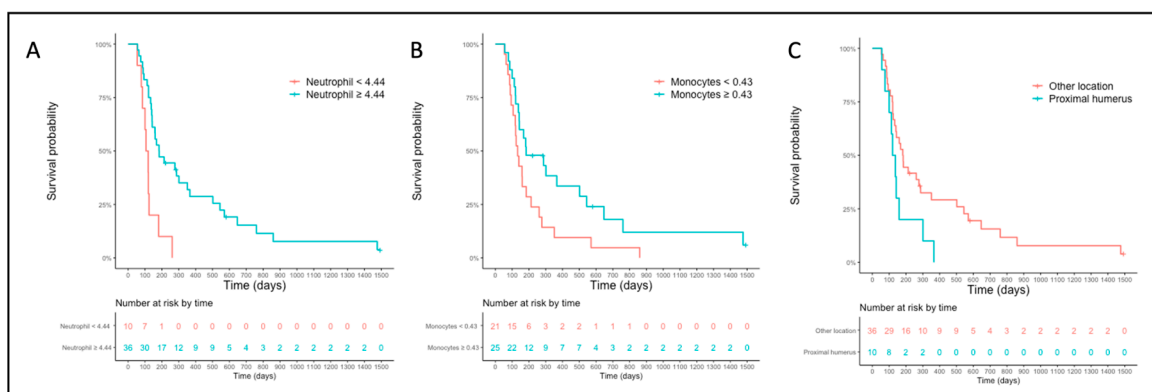 A
100%
75%
50%
25%
0%
Survival probability
Neutrophil < 4.44
Neutrophil ≥ 4.44
0 100 200 300 400 500 600 700 800 900 1000 1100 1200 1300 1400 1500
Time (days)
Number at risk by time
Neutrophil < 4.44 10 7 1 0 0 0 0 0 0 0 0 0 0 0 0 0
Neutrophil ≥ 4.44 36 30 17 12 9 9 7 5 4 3 2 2 2 2 2 0
0 100 200 300 400 500 600 700 800 900 1000 1100 1200 1300 1400 1500
Time (days)
B
100%
75%
50%
25%
0%
Survival probability
Monocytes < 0.43
Monocytes ≥ 0.43
0 100 200 300 400 500 600 700 800 900 1000 1100 1200 1300 1400 1500
Time (days)
Number at risk by time
Monocytes < 0.43 21 15 6 3 2 2 1 1 1 0 0 0 0 0 0 0
Monocytes ≥ 0.43 25 22 12 9 7 7 6 4 3 2 2 2 2 2 2 0
0 100 200 300 400 500 600 700 800 900 1000 1100 1200 1300 1400 1500
Time (days)
C
100%
75%
50%
25%
0%
Survival probability
Other location
Proximal humerus
0 100 200 300 400 500 600 700 800 900 1000 1100 1200 1300 1400 1500
Time (days)
Number at risk by time
Other location 36 29 16 10 9 9 7 5 4 3 2 2 2 2 2 0
Proximal humerus 10 8 2 2 0 0 0 0 0 0 0 0 0 0 0 0
0 100 200 300 400 500 600 700 800 900 1000 1100 1200 1300 1400 1500
Time (days)